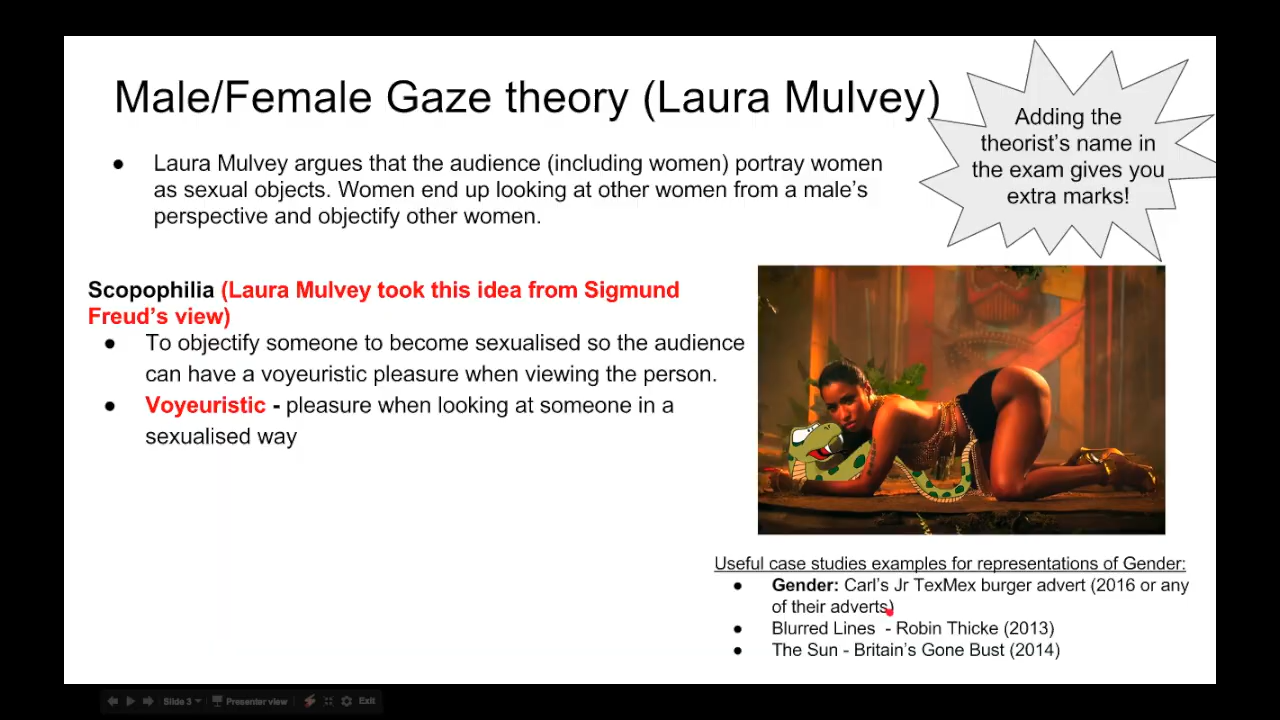 Male/Female Gaze theory (Laura Mulvey)
Adding the
theorist's name in
the exam gives you
extra marks!
● Laura Mulvey argues that the audience (including women) portray women
as sexual objects. Women end up looking at other women from a male's
perspective and objectify other women.
Scopophilia (Laura Mulvey took this idea from Sigmund
Freud's view)
● To objectify someone to become sexualised so the audience
can have a voyeuristic pleasure when viewing the person.
● Voyeuristic - pleasure when looking at someone in a
sexualised way
Useful case studies examples for representations of Gender:
● Gender: Carl's Jr TexMex burger advert (2016 or any
of their adverts)
● Blurred Lines - Robin Thicke (2013)
● The Sun - Britain's Gone Bust (2014)
Slide 3 Presenter view Exit